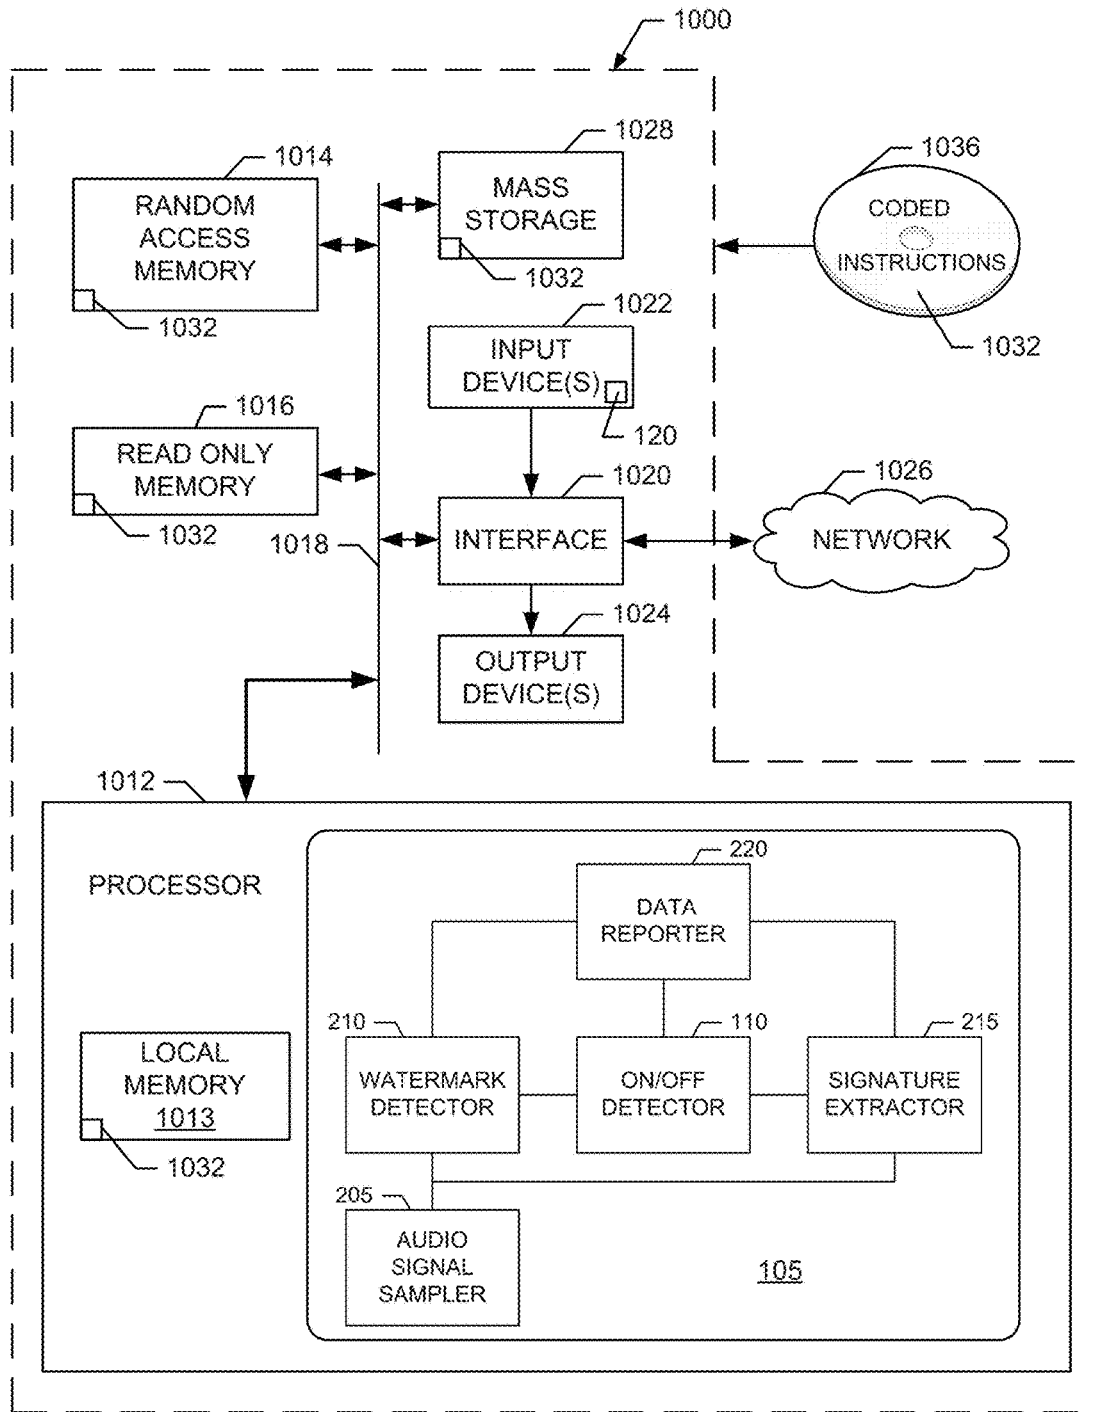 1000
1014
RANDOM
ACCESS
MEMORY
1032
1028
MASS
STORAGE
1032
1036
CODED
INSTRUCTIONS
1032
1022
INPUT
DEVICE(S)
120
1016
READ ONLY
MEMORY
1032
1018
1020
INTERFACE
1026
NETWORK
1024
OUTPUT
DEVICE(S)
1012
PROCESSOR
220
DATA
REPORTER
210
WATERMARK
DETECTOR
110
ON/OFF
DETECTOR
215
SIGNATURE
EXTRACTOR
LOCAL
MEMORY
1013
1032
205
AUDIO
SIGNAL
SAMPLER
105